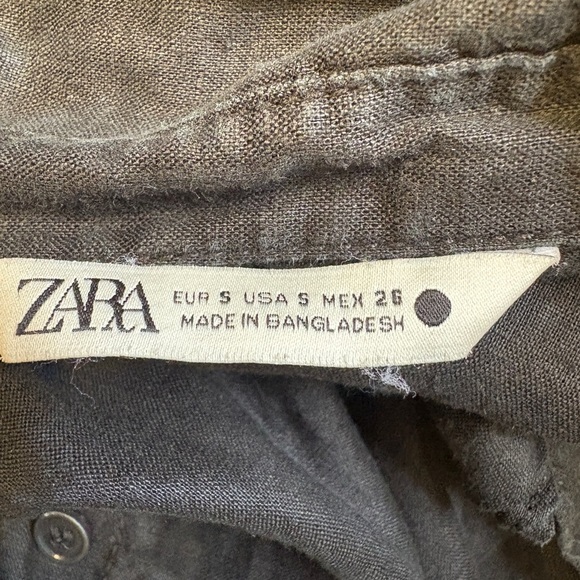 ZARA
EUR S USA S MEX 26
MADE IN BANGLADESH